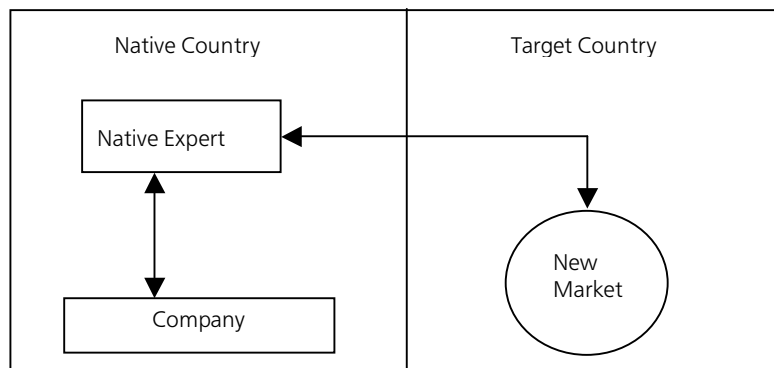 Native Country
Target Country
Native Expert
New
Market
Company